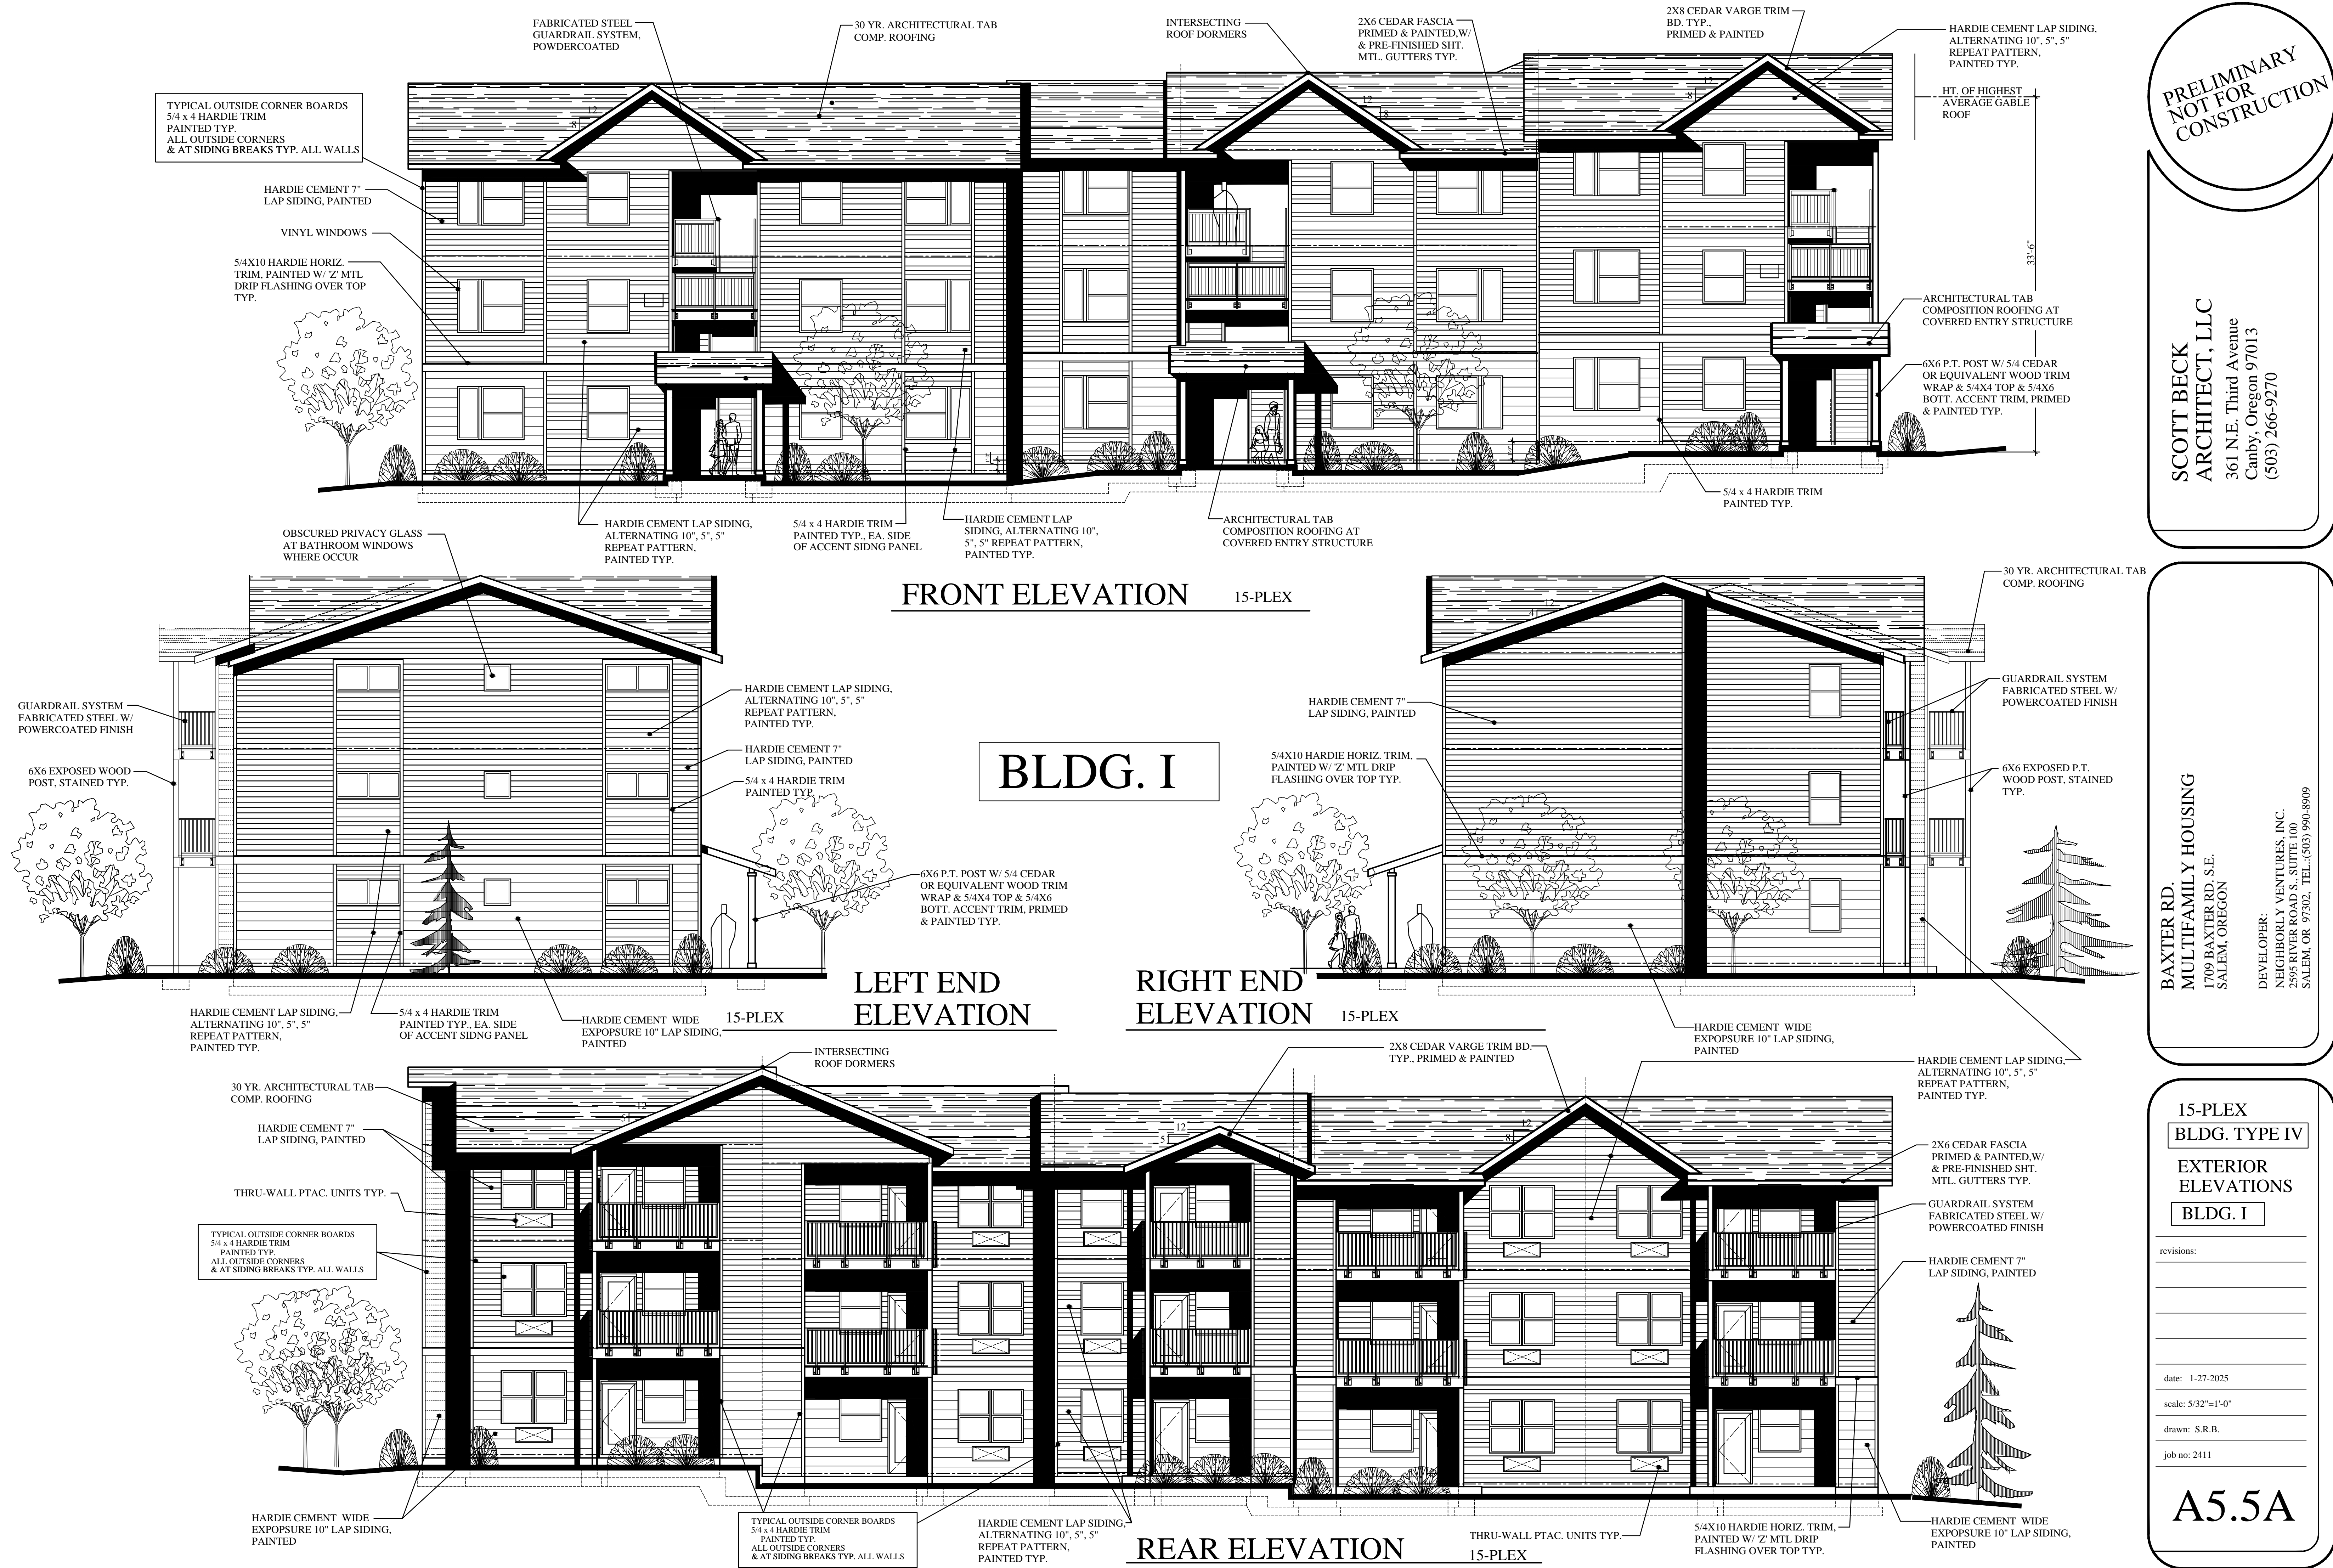 FABRICATED STEEL
GUARDRAIL SYSTEM,
POWDERCOATED
30 YR. ARCHITECTURAL TAB
COMP. ROOFING
INTERSECTING
ROOF DORMERS
2X6 CEDAR FASCIA
PRIMED & PAINTED,W/
& PRE-FINISHED SHT.
MTL. GUTTERS TYP.
2X8 CEDAR VARGE TRIM
BD. TYP.,
PRIMED & PAINTED
HARDIE CEMENT LAP SIDING,
ALTERNATING 10", 5", 5"
REPEAT PATTERN,
PAINTED TYP.
HT. OF HIGHEST
AVERAGE GABLE
ROOF
TYPICAL OUTSIDE CORNER BOARDS
5/4 x 4 HARDIE TRIM
PAINTED TYP.
ALL OUTSIDE CORNERS
& AT SIDING BREAKS TYP. ALL WALLS
HARDIE CEMENT 7"
LAP SIDING, PAINTED
VINYL WINDOWS
5/4X10 HARDIE HORIZ.
TRIM, PAINTED W/ 'Z' MTL
DRIP FLASHING OVER TOP
TYP.
12
8
12
8
12
8
33'-6"
ARCHITECTURAL TAB
COMPOSITION ROOFING AT
COVERED ENTRY STRUCTURE
6X6 P.T. POST W/ 5/4 CEDAR
OR EQUIVALENT WOOD TRIM
WRAP & 5/4X4 TOP & 5/4X6
BOTT. ACCENT TRIM, PRIMED
& PAINTED TYP.
5/4 x 4 HARDIE TRIM
PAINTED TYP.
HARDIE CEMENT LAP SIDING,
ALTERNATING 10", 5", 5"
REPEAT PATTERN,
PAINTED TYP.
5/4 x 4 HARDIE TRIM
PAINTED TYP., EA. SIDE
OF ACCENT SIDNG PANEL
HARDIE CEMENT LAP
SIDING, ALTERNATING 10",
5", 5" REPEAT PATTERN,
PAINTED TYP.
ARCHITECTURAL TAB
COMPOSITION ROOFING AT
COVERED ENTRY STRUCTURE
FRONT ELEVATION 15-PLEX
OBSCURED PRIVACY GLASS
AT BATHROOM WINDOWS
WHERE OCCUR
GUARDRAIL SYSTEM
FABRICATED STEEL W/
POWERCOATED FINISH
6X6 EXPOSED WOOD
POST, STAINED TYP.
HARDIE CEMENT LAP SIDING,
ALTERNATING 10", 5", 5"
REPEAT PATTERN,
PAINTED TYP.
HARDIE CEMENT 7"
LAP SIDING, PAINTED
5/4 x 4 HARDIE TRIM
PAINTED TYP.
6X6 P.T. POST W/ 5/4 CEDAR
OR EQUIVALENT WOOD TRIM
WRAP & 5/4X4 TOP & 5/4X6
BOTT. ACCENT TRIM, PRIMED
& PAINTED TYP.
HARDIE CEMENT LAP SIDING,
ALTERNATING 10", 5", 5"
REPEAT PATTERN,
PAINTED TYP.
5/4 x 4 HARDIE TRIM
PAINTED TYP., EA. SIDE
OF ACCENT SIDNG PANEL
HARDIE CEMENT WIDE
EXPOPSURE 10" LAP SIDING,
PAINTED
LEFT END
ELEVATION
15-PLEX
BLDG. I
12
4
30 YR. ARCHITECTURAL TAB
COMP. ROOFING
HARDIE CEMENT 7"
LAP SIDING, PAINTED
5/4X10 HARDIE HORIZ. TRIM,
PAINTED W/ 'Z' MTL DRIP
FLASHING OVER TOP TYP.
GUARDRAIL SYSTEM
FABRICATED STEEL W/
POWERCOATED FINISH
6X6 EXPOSED P.T.
WOOD POST, STAINED
TYP.
RIGHT END
ELEVATION
15-PLEX
HARDIE CEMENT WIDE
EXPOPSURE 10" LAP SIDING,
PAINTED
HARDIE CEMENT LAP SIDING,
ALTERNATING 10", 5", 5"
REPEAT PATTERN,
PAINTED TYP.
INTERSECTING
ROOF DORMERS
2X8 CEDAR VARGE TRIM BD.
TYP., PRIMED & PAINTED
30 YR. ARCHITECTURAL TAB
COMP. ROOFING
HARDIE CEMENT 7"
LAP SIDING, PAINTED
THRU-WALL PTAC. UNITS TYP.
TYPICAL OUTSIDE CORNER BOARDS
5/4 x 4 HARDIE TRIM
PAINTED TYP.
ALL OUTSIDE CORNERS
& AT SIDING BREAKS TYP. ALL WALLS
12
5
12
5
12
8
2X6 CEDAR FASCIA
PRIMED & PAINTED,W/
& PRE-FINISHED SHT.
MTL. GUTTERS TYP.
GUARDRAIL SYSTEM
FABRICATED STEEL W/
POWERCOATED FINISH
HARDIE CEMENT 7"
LAP SIDING, PAINTED
HARDIE CEMENT WIDE
EXPOPSURE 10" LAP SIDING,
PAINTED
TYPICAL OUTSIDE CORNER BOARDS
5/4 x 4 HARDIE TRIM
PAINTED TYP.
ALL OUTSIDE CORNERS
& AT SIDING BREAKS TYP. ALL WALLS
HARDIE CEMENT LAP SIDING,
ALTERNATING 10", 5", 5"
REPEAT PATTERN,
PAINTED TYP.
REAR ELEVATION 15-PLEX
THRU-WALL PTAC. UNITS TYP.
5/4X10 HARDIE HORIZ. TRIM,
PAINTED W/ 'Z' MTL DRIP
FLASHING OVER TOP TYP.
HARDIE CEMENT WIDE
EXPOPSURE 10" LAP SIDING,
PAINTED
PRELIMINARY
NOT FOR
CONSTRUCTION
SCOTT BECK
ARCHITECT, LLC
361 N.E. Third Avenue
Canby, Oregon 97013
(503) 266-9270
BAXTER RD.
MULTIFAMILY HOUSING
1709 BAXTER RD. S.E.
SALEM, OREGON
DEVELOPER:
NEIGHBORLY VENTURES, INC.
2595 RIVER ROAD S., SUITE 100
SALEM, OR 97302, TEL.:(503) 990-8909
15-PLEX
BLDG. TYPE IV
EXTERIOR
ELEVATIONS
BLDG. I
revisions:
date: 1-27-2025
scale: 5/32"=1'-0"
drawn: S.R.B.
job no: 2411
A5.5A